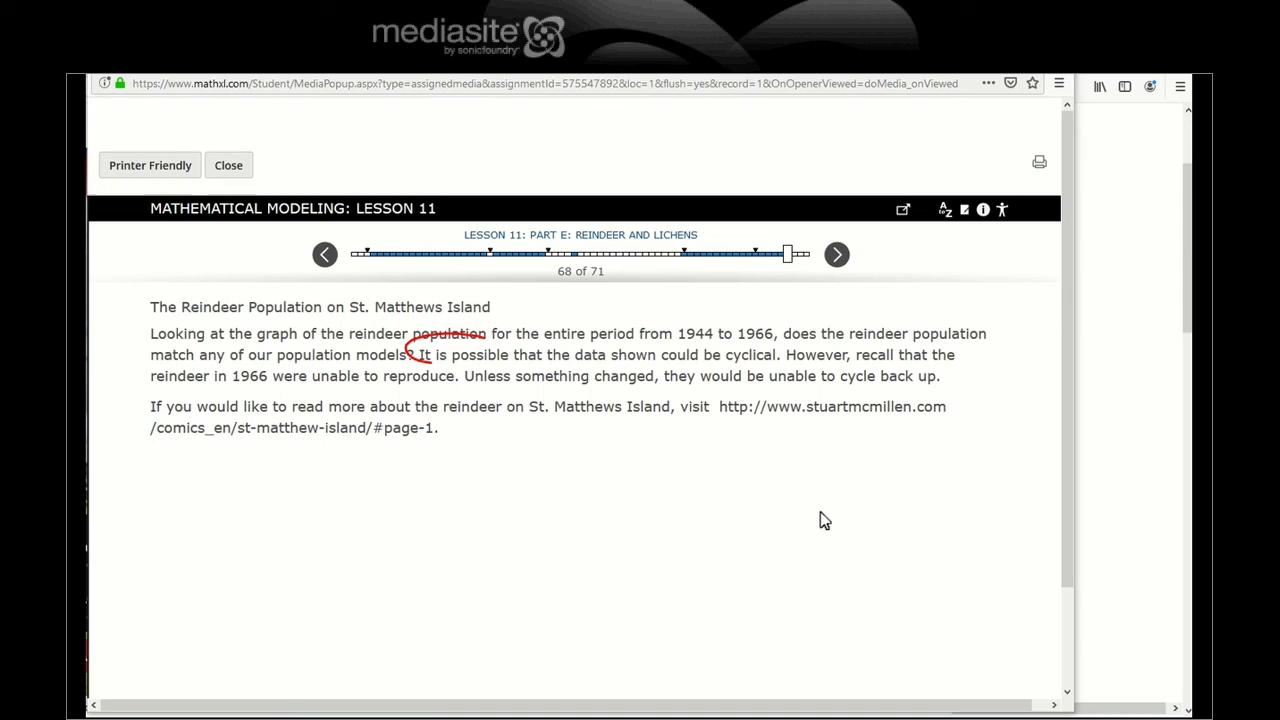 mediasite
by sonicfoundry
https://www.mathxl.com/Student/MediaPopup.aspx?type=assignedmedia&assignmentId=575547892&loc=1&flush=yes&record=1&OnOpenerViewed=doMedia_onViewed
Printer Friendly Close
MATHEMATICAL MODELING: LESSON 11
A to Z
LESSON 11: PART E: REINDEER AND LICHENS
68 of 71
The Reindeer Population on St. Matthews Island
Looking at the graph of the reindeer population for the entire period from 1944 to 1966, does the reindeer population
match any of our population models? It is possible that the data shown could be cyclical. However, recall that the
reindeer in 1966 were unable to reproduce. Unless something changed, they would be unable to cycle back up.
If you would like to read more about the reindeer on St. Matthews Island, visit http://www.stuartmcmillen.com
/comics_en/st-matthew-island/#page-1.